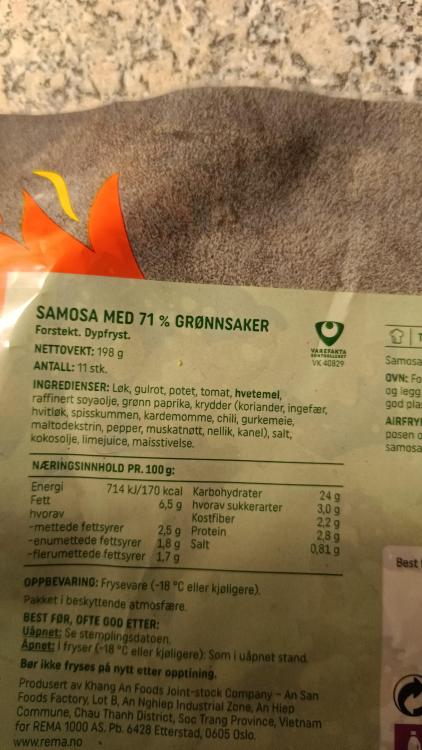 SAMOSA MED 71 % GRØNNSAKER
Forstekt. Dypfryst.
NETTOVEKT: 198 g
ANTALL: 11 stk.
INGREDIENSER: Løk, gulrot, potet, tomat, hvetemel,
raffinert soyaolje, grønn paprika, krydder (koriander, ingefær,
hvitløk, spisskummen, kardemomme, chili, gurkemeie,
maltodekstrin, pepper, muskatnøtt, nellik, kanel), salt,
kokosolje, limejuice, maisstivelse.
VAREFAKTA
KONTROLLERT
VK 40829
NÆRINGSINNHOLD PR. 100 g:
Energi 714 kJ/170 kcal Karbohydrater 24 g
Fett 6,5 g hvorav sukkerarter 3,0 g
hvorav Kostfiber 2,2 g
-mettede fettsyrer 2,5 g Protein 2,8 g
-enumettede fettsyrer 1,8 g Salt 0,81 g
-flerumettede fettsyrer 1,7 g
OPPBEVARING: Frysevare (-18 °C eller kjøligere).
Pakket i beskyttende atmosfære.
BEST FØR, OFTE GOD ETTER:
Uåpnet: Se stemplingsdatoen.
Åpnet: I fryser (-18 °C eller kjøligere): Som i uåpnet stand.
Bør ikke fryses på nytt etter opptining.
Produsert av Khang An Foods Joint-stock Company – An San
Foods Factory, Lot B, An Nghiep Industrial Zone, An Hiep
Commune, Chau Thanh District, Soc Trang Province, Vietnam
for REMA 1000 AS. Pb. 6428 Etterstad, 0605 Oslo.
www.rema.no
Samosa
OVN: Fo
og legg
god pla
AIRFRY
posen o
samosa
Best